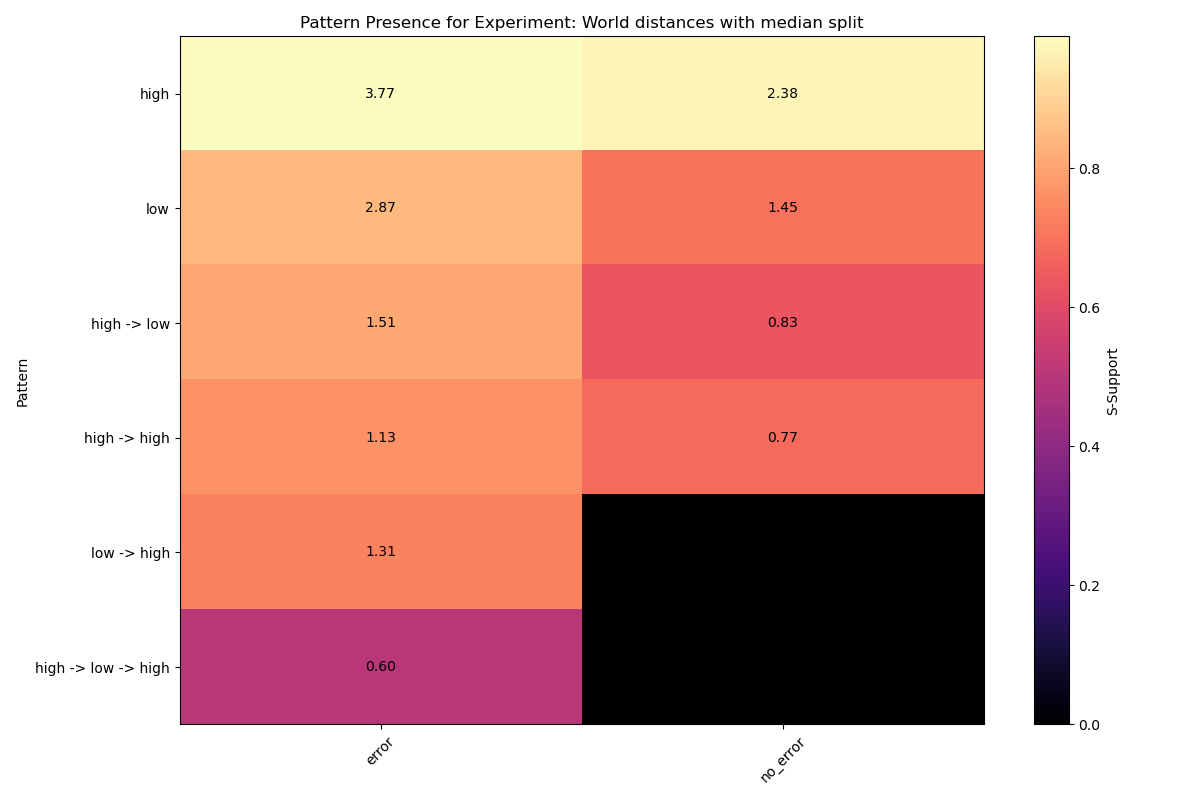 Pattern Presence for Experiment: World distances with median split
Pattern
high 3.77 2.38
low 2.87 1.45
high -> low 1.51 0.83
high -> high 1.13 0.77
low -> high 1.31
high -> low -> high 0.60
error no_error
0.8
0.6
0.4
0.2
0.0
S-Support